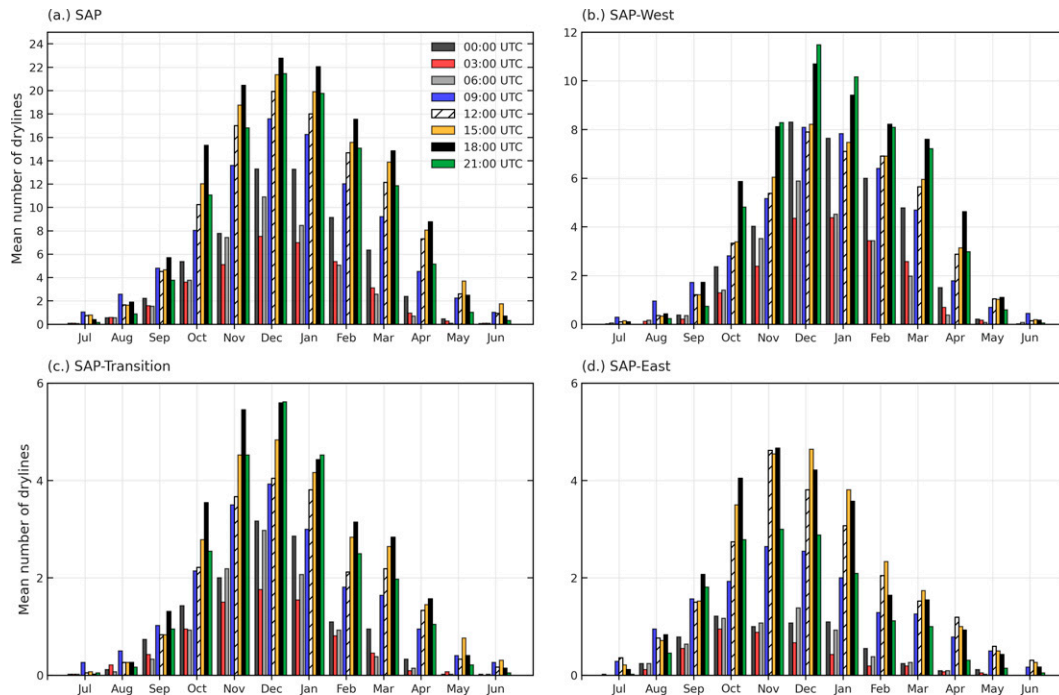 (a.) SAP
Mean number of drylines
24
22
20
18
16
14
12
10
8
6
4
2
0
00:00 UTC
03:00 UTC
06:00 UTC
09:00 UTC
12:00 UTC
15:00 UTC
18:00 UTC
21:00 UTC
Jul Aug Sep Oct Nov Dec Jan Feb Mar Apr May Jun
(b.) SAP-West
12
10
8
6
4
2
0
Jul Aug Sep Oct Nov Dec Jan Feb Mar Apr May Jun
(c.) SAP-Transition
Mean number of drylines
6
4
2
0
Jul Aug Sep Oct Nov Dec Jan Feb Mar Apr May Jun
(d.) SAP-East
6
4
2
0
Jul Aug Sep Oct Nov Dec Jan Feb Mar Apr May Jun